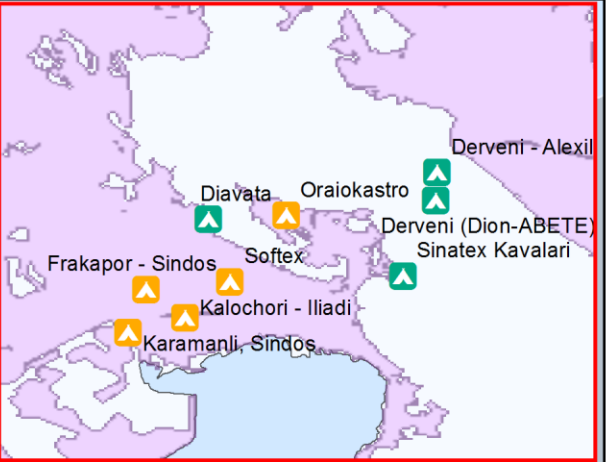 Derveni - Alexil
Diavata
Oraiokastro
Derveni (Dion-ABETE)
Sinatex Kavalari
Softex
Frakapor - Sindos
Kalochori - Iliadi
Karamanli, Sindos